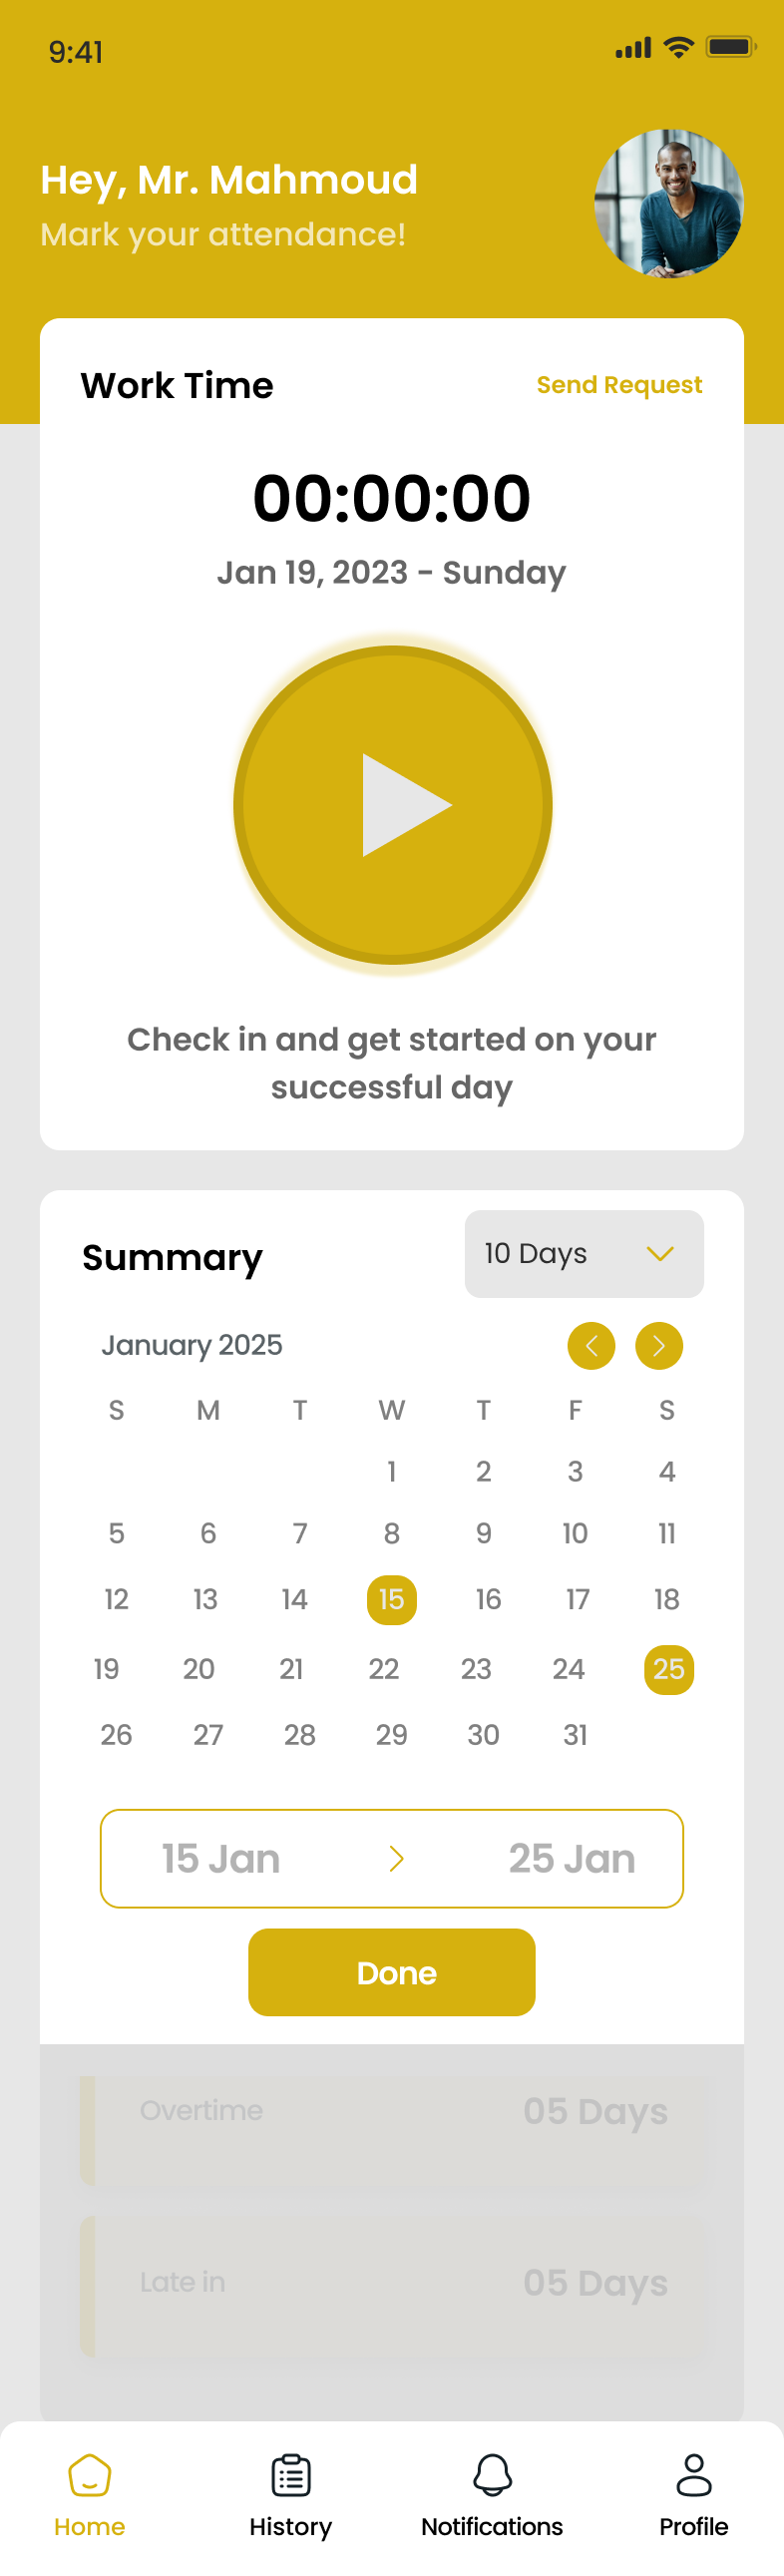 9:41
Hey, Mr. Mahmoud
Mark your attendance!
Work Time
Send Request
00:00:00
Jan 19, 2023 - Sunday
Check in and get started on your
successful day
Summary
10 Days
January 2025
S M T W T F S
1 2 3 4
5 6 7 8 9 10 11
12 13 14 15 16 17 18
19 20 21 22 23 24 25
26 27 28 29 30 31
15 Jan > 25 Jan
Done
Overtime 05 Days
Late in 05 Days
Home History Notifications Profile